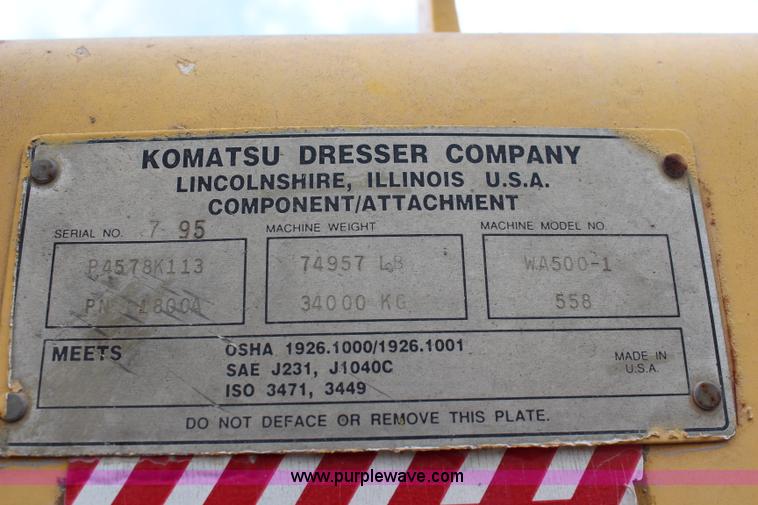 KOMATSU DRESSER COMPANY
LINCOLNSHIRE, ILLINOIS U.S.A.
COMPONENT/ATTACHMENT
SERIAL NO. 7 95 MACHINE WEIGHT MACHINE MODEL NO.
P4578K113 74957 LB WA500-1
PN 1800A 34000 KG 558
MEETS OSHA 1926.1000/1926.1001 MADE IN
SAE J231, J1040C U.S.A.
ISO 3471, 3449
DO NOT DEFACE OR REMOVE THIS PLATE.
www.purplewave.com